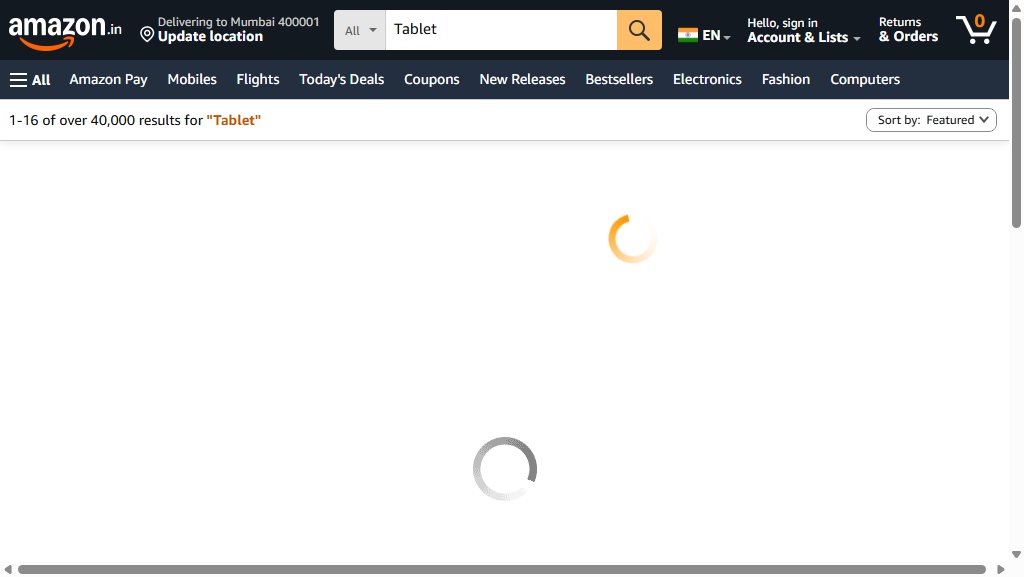 amazon.in
Delivering to Mumbai 400001
Update location
All
Tablet
EN
Hello, sign in
Account & Lists
Returns
& Orders
0
All
Amazon Pay
Mobiles
Flights
Today's Deals
Coupons
New Releases
Bestsellers
Electronics
Fashion
Computers
1-16 of over 40,000 results for "Tablet"
Sort by: Featured